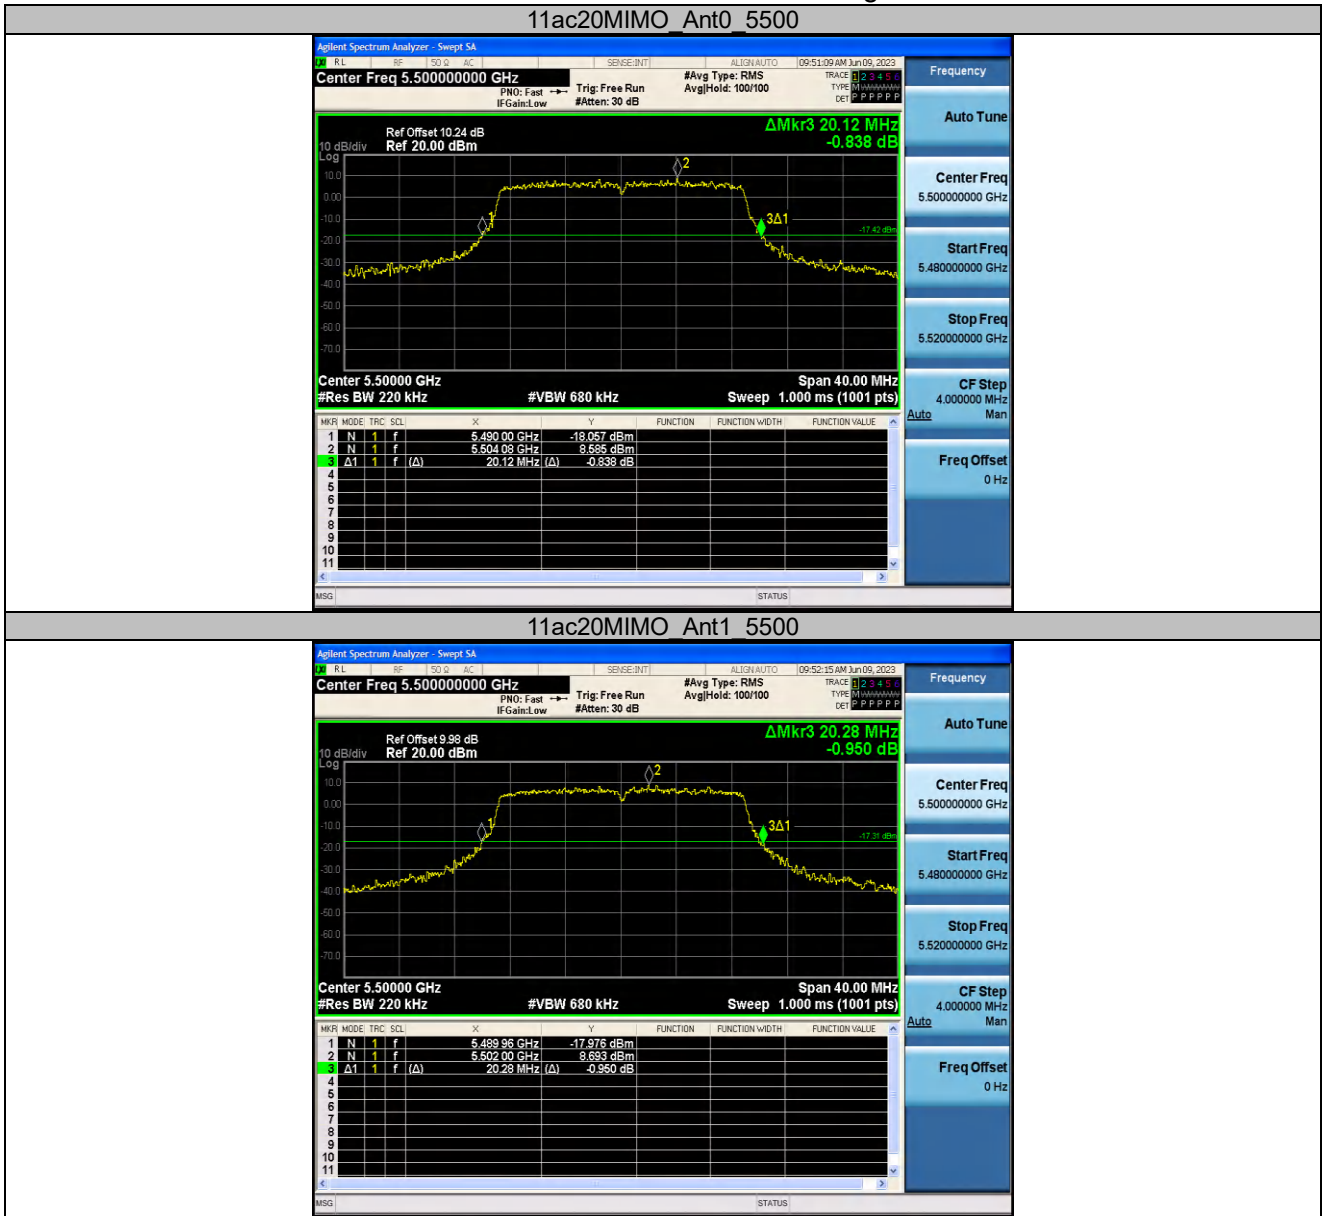 11ac20MIMO_Ant0_5500
Agilent Spectrum Analyzer - Swept SA
RL RF 50 Ω AC SENSE:INT ALIGN AUTO 09:51:09 AM Jun 09, 2023
Center Freq 5.500000000 GHz #Avg Type: RMS TRACE 1 2 3 4 5 6
PNO: Fast Trig: Free Run Avg|Hold: 100/100 TYPE M
IFGain:Low #Atten: 30 dB DET P P P P P P
Frequency
Auto Tune
Center Freq
5.500000000 GHz
Start Freq
5.480000000 GHz
Stop Freq
5.520000000 GHz
CF Step
4.000000 MHz
Auto Man
Freq Offset
0 Hz
ΔMkr3 20.12 MHz
-0.838 dB
Ref Offset 10.24 dB
10 dB/div Ref 20.00 dBm
Log
10.0
0.00
-10.0
-20.0
-30.0
-40.0
-50.0
-60.0
-70.0
1
2
3Δ1
-17.42 dBm
Center 5.50000 GHz Span 40.00 MHz
#Res BW 220 kHz #VBW 680 kHz Sweep 1.000 ms (1001 pts)
MKR MODE TRC SCL X Y FUNCTION FUNCTION WIDTH FUNCTION VALUE
1 N 1 f 5.490 00 GHz -18.057 dBm
2 N 1 f 5.504 08 GHz 8.585 dBm
3 Δ1 1 f (Δ) 20.12 MHz (Δ) -0.838 dB
4
5
6
7
8
9
10
11
MSG STATUS
11ac20MIMO_Ant1_5500
Agilent Spectrum Analyzer - Swept SA
RL RF 50 Ω AC SENSE:INT ALIGN AUTO 09:52:15 AM Jun 09, 2023
Center Freq 5.500000000 GHz #Avg Type: RMS TRACE 1 2 3 4 5 6
PNO: Fast Trig: Free Run Avg|Hold: 100/100 TYPE M
IFGain:Low #Atten: 30 dB DET P P P P P P
Frequency
Auto Tune
Center Freq
5.500000000 GHz
Start Freq
5.480000000 GHz
Stop Freq
5.520000000 GHz
CF Step
4.000000 MHz
Auto Man
Freq Offset
0 Hz
ΔMkr3 20.28 MHz
-0.950 dB
Ref Offset 9.98 dB
10 dB/div Ref 20.00 dBm
Log
10.0
0.00
-10.0
-20.0
-30.0
-40.0
-50.0
-60.0
-70.0
1
2
3Δ1
-17.31 dBm
Center 5.50000 GHz Span 40.00 MHz
#Res BW 220 kHz #VBW 680 kHz Sweep 1.000 ms (1001 pts)
MKR MODE TRC SCL X Y FUNCTION FUNCTION WIDTH FUNCTION VALUE
1 N 1 f 5.489 96 GHz -17.976 dBm
2 N 1 f 5.502 00 GHz 8.693 dBm
3 Δ1 1 f (Δ) 20.28 MHz (Δ) -0.950 dB
4
5
6
7
8
9
10
11
MSG STATUS